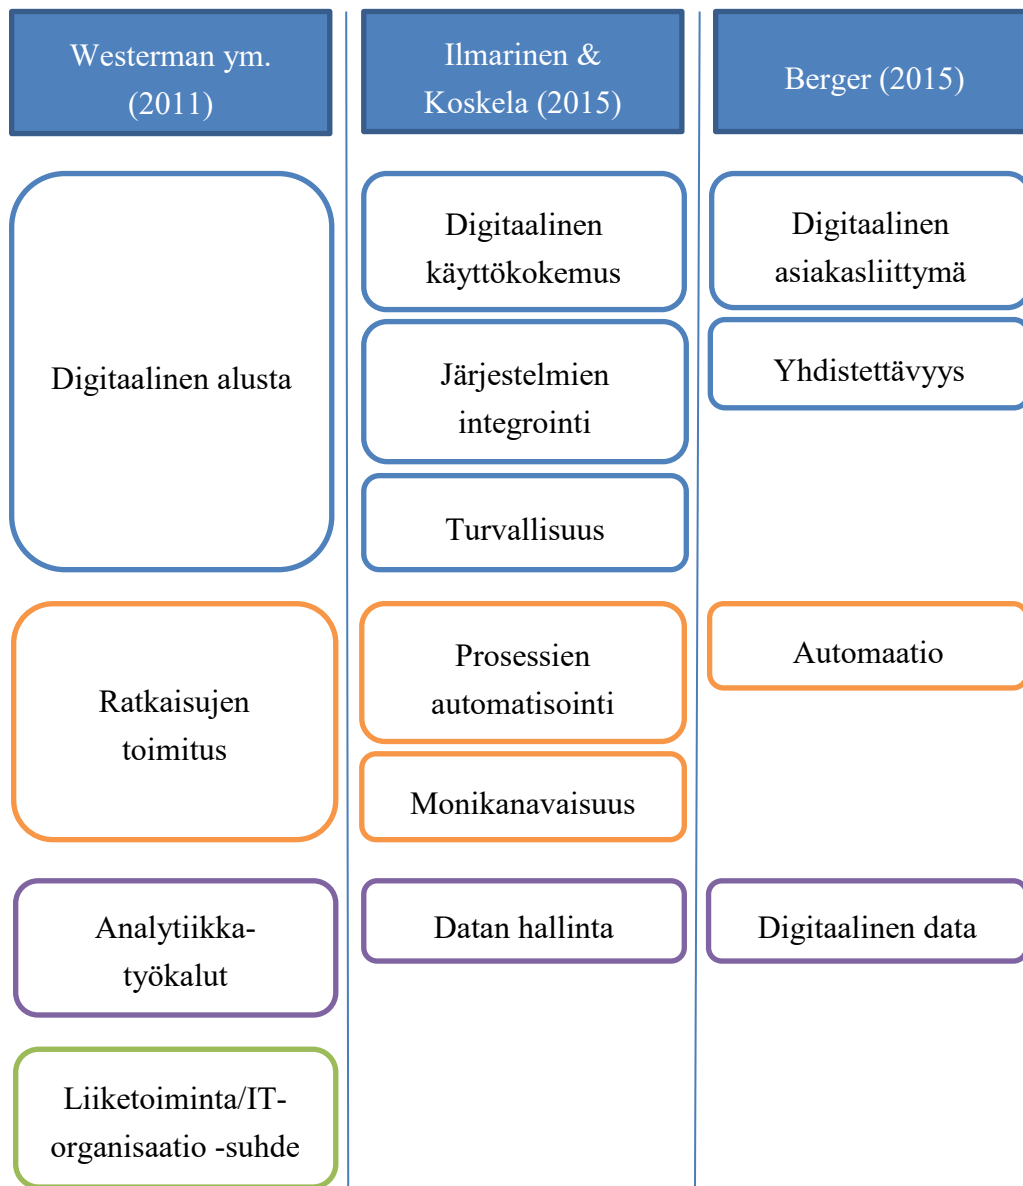 Westerman ym.
(2011)
Ilmarinen &
Koskela (2015)
Berger (2015)
Digitaalinen alusta
Digitaalinen
käyttökokemus
Digitaalinen
asiakasliittymä
Järjestelmien
integrointi
Yhdistettävyys
Turvallisuus
Ratkaisujen
toimitus
Prosessien
automatisointi
Automaatio
Monikanavaisuus
Analytiikka-
työkalut
Datan hallinta
Digitaalinen data
Liiketoiminta/IT-
organisaatio -suhde